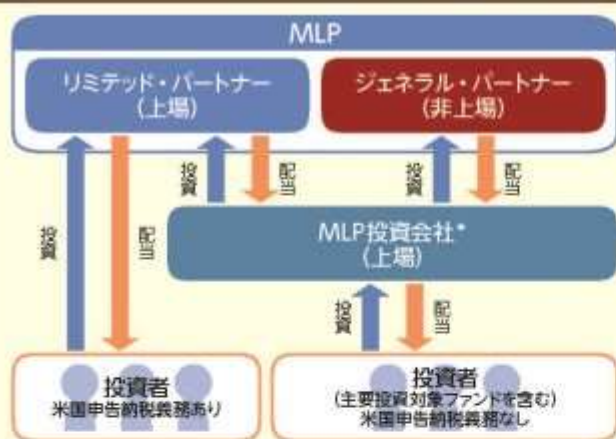 MLP
リミテッド・パートナー
(上場)
ジェネラル・パートナー
(非上場)
投資
配当
投資
配当
投資
配当
MLP投資会社*
(上場)
投資
配当
投資者
米国申告納税義務あり
投資者
(主要投資対象ファンドを含む)
米国申告納税義務なし